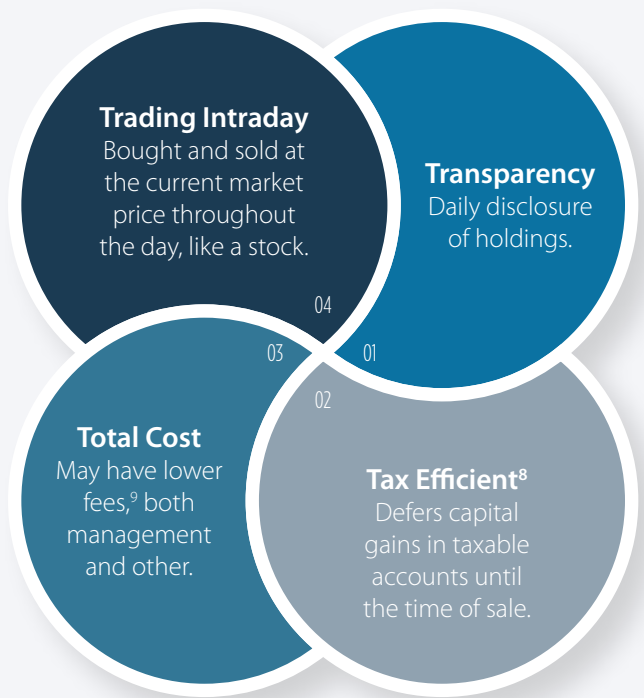 Trading Intraday
Bought and sold at
the current market
price throughout
the day, like a stock.
04
Transparency
Daily disclosure
of holdings.
01
Total Cost
May have lower
fees,⁹ both
management
and other.
03
Tax Efficient⁸
Defers capital
gains in taxable
accounts until
the time of sale.
02